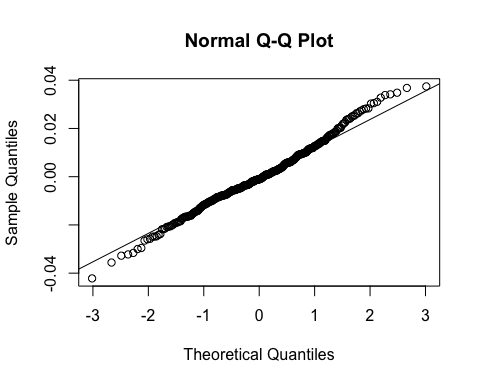 Normal Q-Q Plot
Sample Quantiles
0.04
0.02
0.00
-0.04
-3 -2 -1 0 1 2 3
Theoretical Quantiles